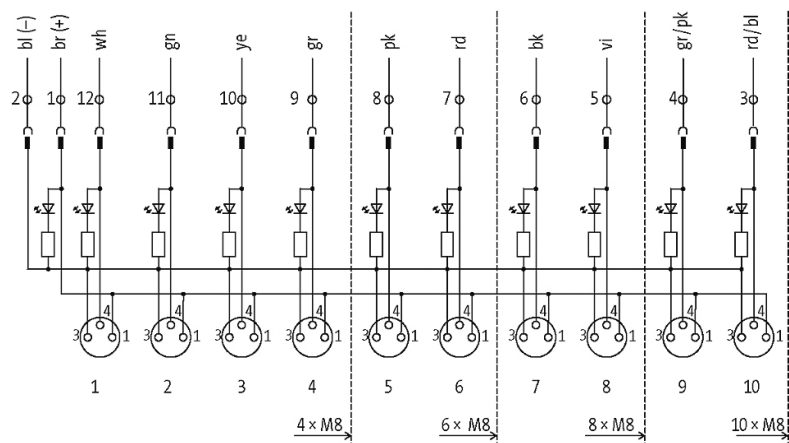 bl (–) br (+) wh gn ye gr pk rd bk vi gr/pk rd/bl
2 1 12 11 10 9 8 7 6 5 4 3
4 4 4 4 4 4 4 4 4 4
3 1 3 1 3 1 3 1 3 1 3 1 3 1 3 1 3 1 3 1
1 2 3 4 5 6 7 8 9 10
4 × M8 6 × M8 8 × M8 10 × M8